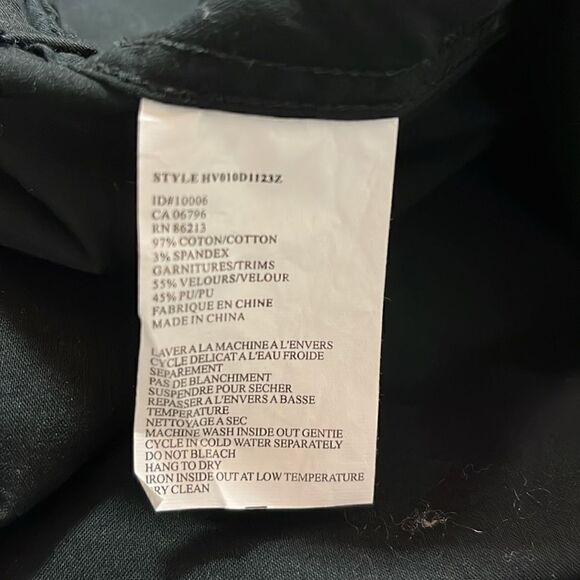 STYLE HV010D1123Z
ID#10006
CA 06796
RN 86213
97% COTON/COTTON
3% SPANDEX
GARNITURES/TRIMS
55% VELOURS/VELOUR
45% PU/PU
FABRIQUE EN CHINE
MADE IN CHINA
LAVER A LA MACHINE A L'ENVERS
CYCLE DELICAT A L'EAU FROIDE
SEPAREMENT
PAS DE BLANCHIMENT
SUSPENDRE POUR SECHER
REPASSER A L'ENVERS A BASSE
TEMPERATURE
NETTOYAGE A SEC
MACHINE WASH INSIDE OUT GENTIE
CYCLE IN COLD WATER SEPARATELY
DO NOT BLEACH
HANG TO DRY
IRON INSIDE OUT AT LOW TEMPERATURE
RY CLEAN